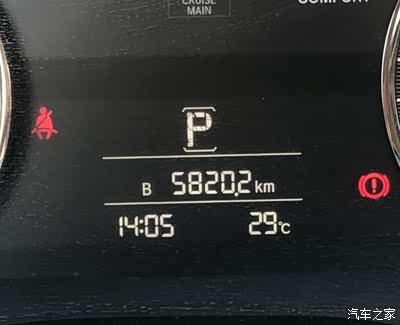 CRUISE
MAIN
COMFORT
P
B 5820.2 km
14:05 29℃
汽车之家